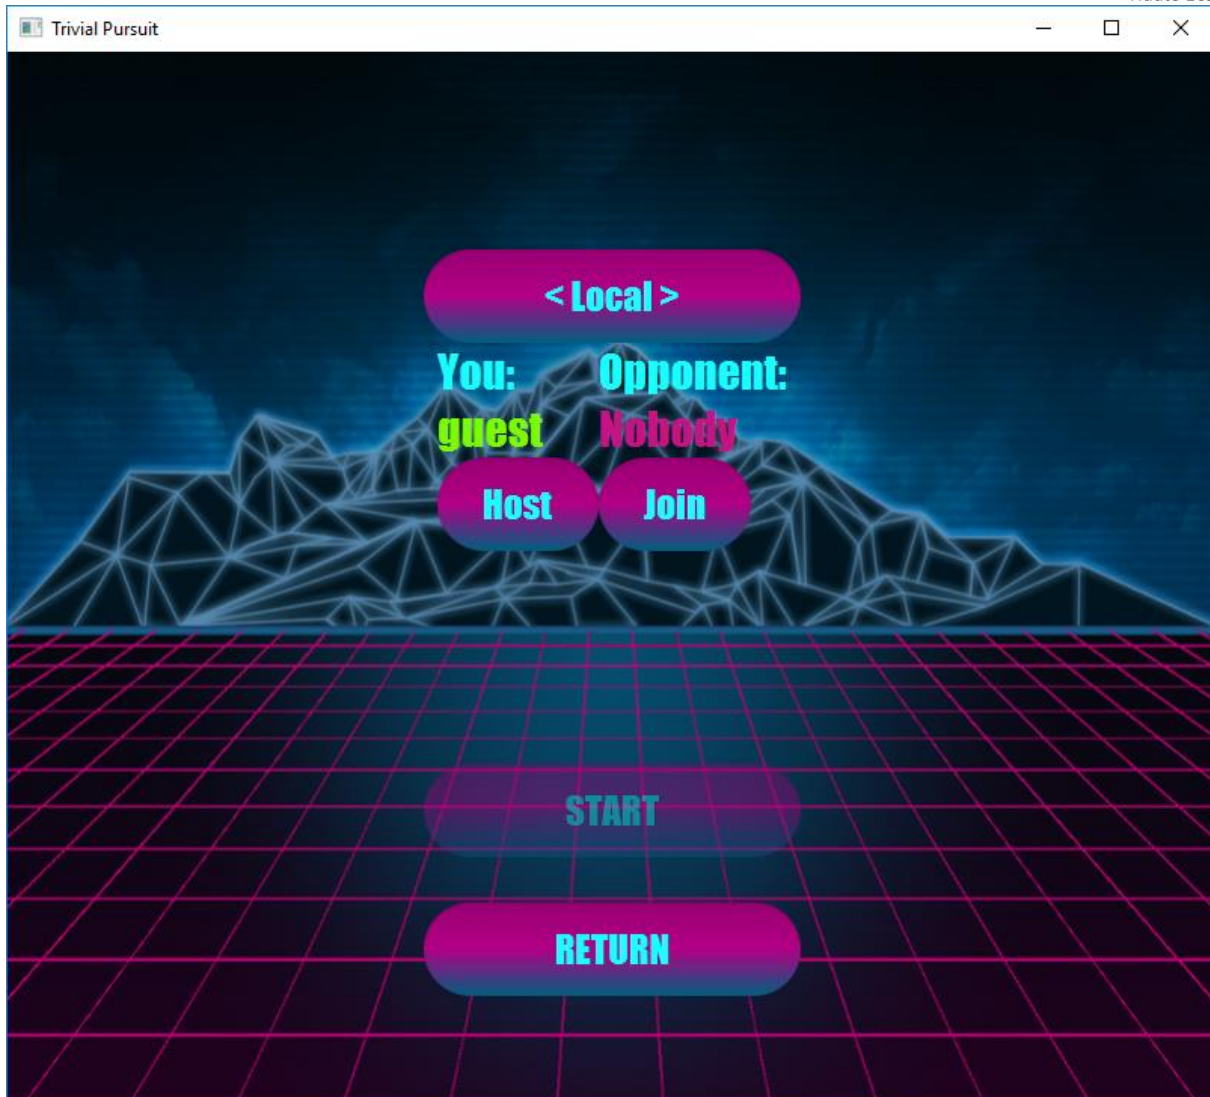 Trivial Pursuit
< Local >
You: Opponent:
guest Nobody
Host Join
START
RETURN